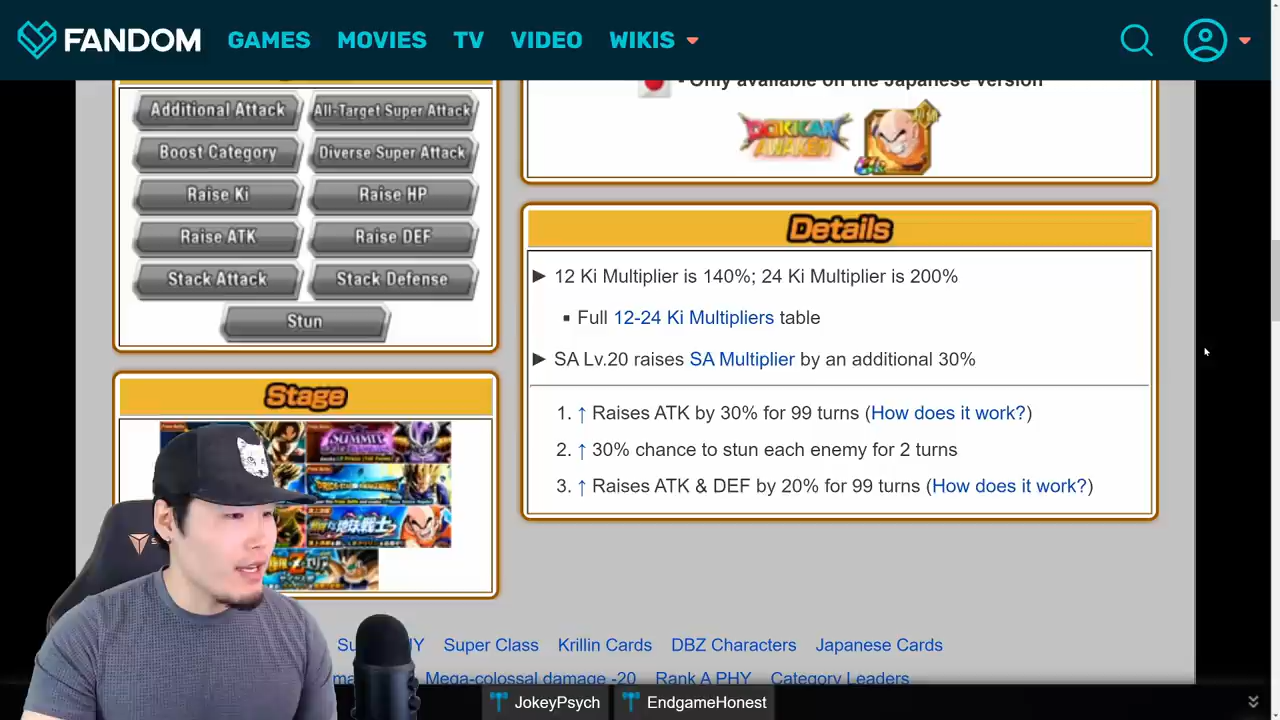 FANDOM GAMES MOVIES TV VIDEO WIKIS
- Only available on the Japanese version
Additional Attack
All-Target Super Attack
Boost Category
Diverse Super Attack
Raise Ki
Raise HP
Raise ATK
Raise DEF
Stack Attack
Stack Defense
Stun
DOKKAN
AWAKEN
Details
► 12 Ki Multiplier is 140%; 24 Ki Multiplier is 200%
▪ Full 12-24 Ki Multipliers table
► SA Lv.20 raises SA Multiplier by an additional 30%
1. ↑ Raises ATK by 30% for 99 turns (How does it work?)
2. ↑ 30% chance to stun each enemy for 2 turns
3. ↑ Raises ATK & DEF by 20% for 99 turns (How does it work?)
Stage
SUMMER
Super Class Krillin Cards DBZ Characters Japanese Cards
Mega-colossal damage -20 Rank A PHY Category Leaders
JokeyPsych EndgameHonest